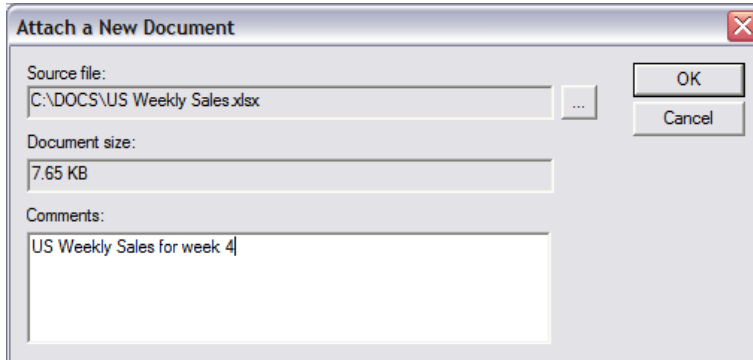 Attach a New Document
Source file:
C:\DOCS\US Weekly Sales.xlsx
...
OK
Cancel
Document size:
7.65 KB
Comments:
US Weekly Sales for week 4